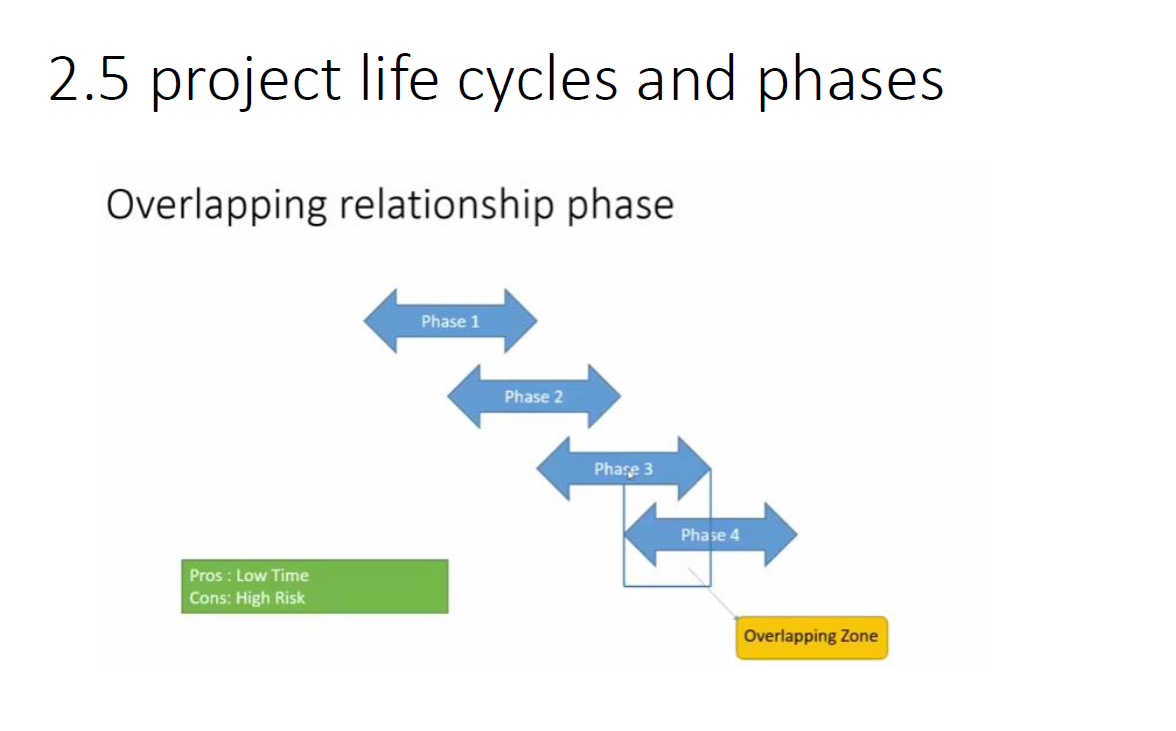 2.5 project life cycles and phases
Overlapping relationship phase
Phase 1
Phase 2
Phase 3
Phase 4
Pros : Low Time
Cons: High Risk
Overlapping Zone